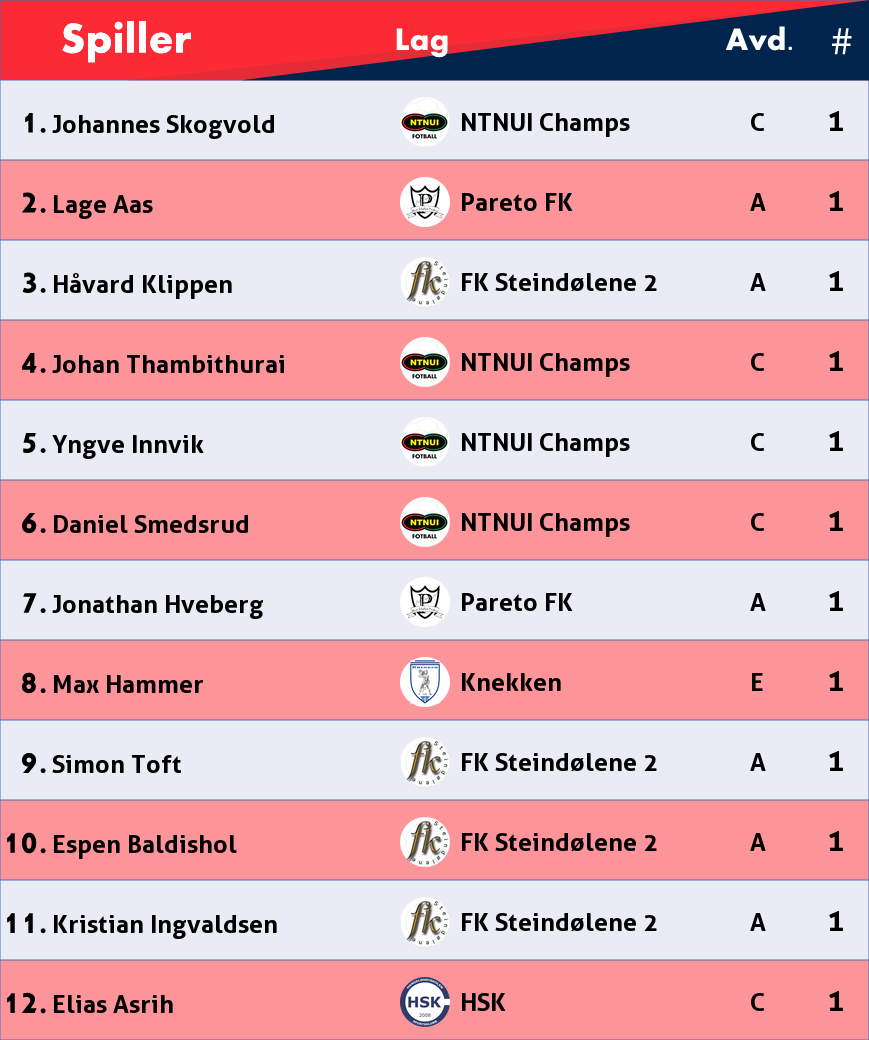 Spiller Lag Avd. #
1. Johannes Skogvold NTNUI FOTBALL NTNUI Champs C 1
2. Lage Aas P Pareto FK A 1
3. Håvard Klippen fk Steindølene FK Steindølene 2 A 1
4. Johan Thambithurai NTNUI FOTBALL NTNUI Champs C 1
5. Yngve Innvik NTNUI FOTBALL NTNUI Champs C 1
6. Daniel Smedsrud NTNUI FOTBALL NTNUI Champs C 1
7. Jonathan Hveberg P Pareto FK A 1
8. Max Hammer Knekken E 1
9. Simon Toft fk Steindølene FK Steindølene 2 A 1
10. Espen Baldishol fk Steindølene FK Steindølene 2 A 1
11. Kristian Ingvaldsen fk Steindølene FK Steindølene 2 A 1
12. Elias Asrih HSK 2008 HSK C 1